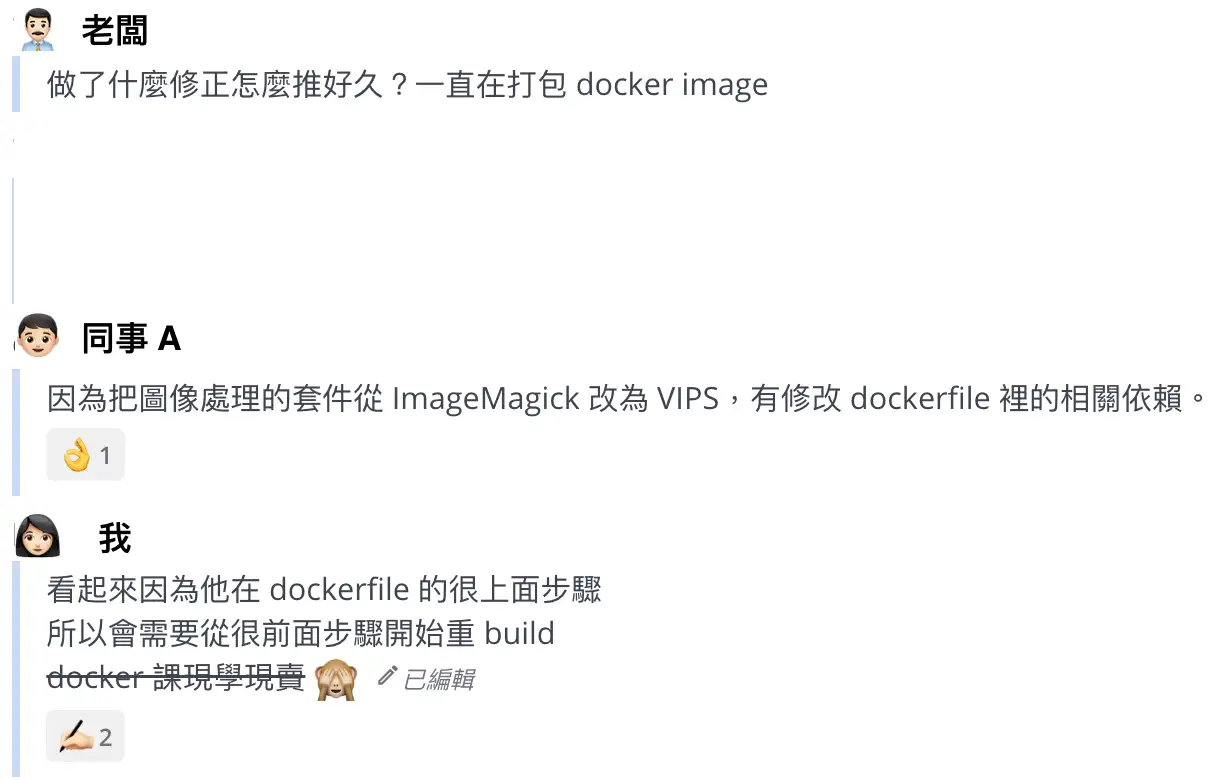 老闆
做了什麼修正怎麼推好久？一直在打包 docker image
同事 A
因為把圖像處理的套件從 ImageMagick 改為 VIPS，有修改 dockerfile 裡的相關依賴。
👌 1
我
看起來因為他在 dockerfile 的很上面步驟
所以會需要從很前面步驟開始重 build
docker 課現學現賣 🙈 已編輯
✍🏻 2